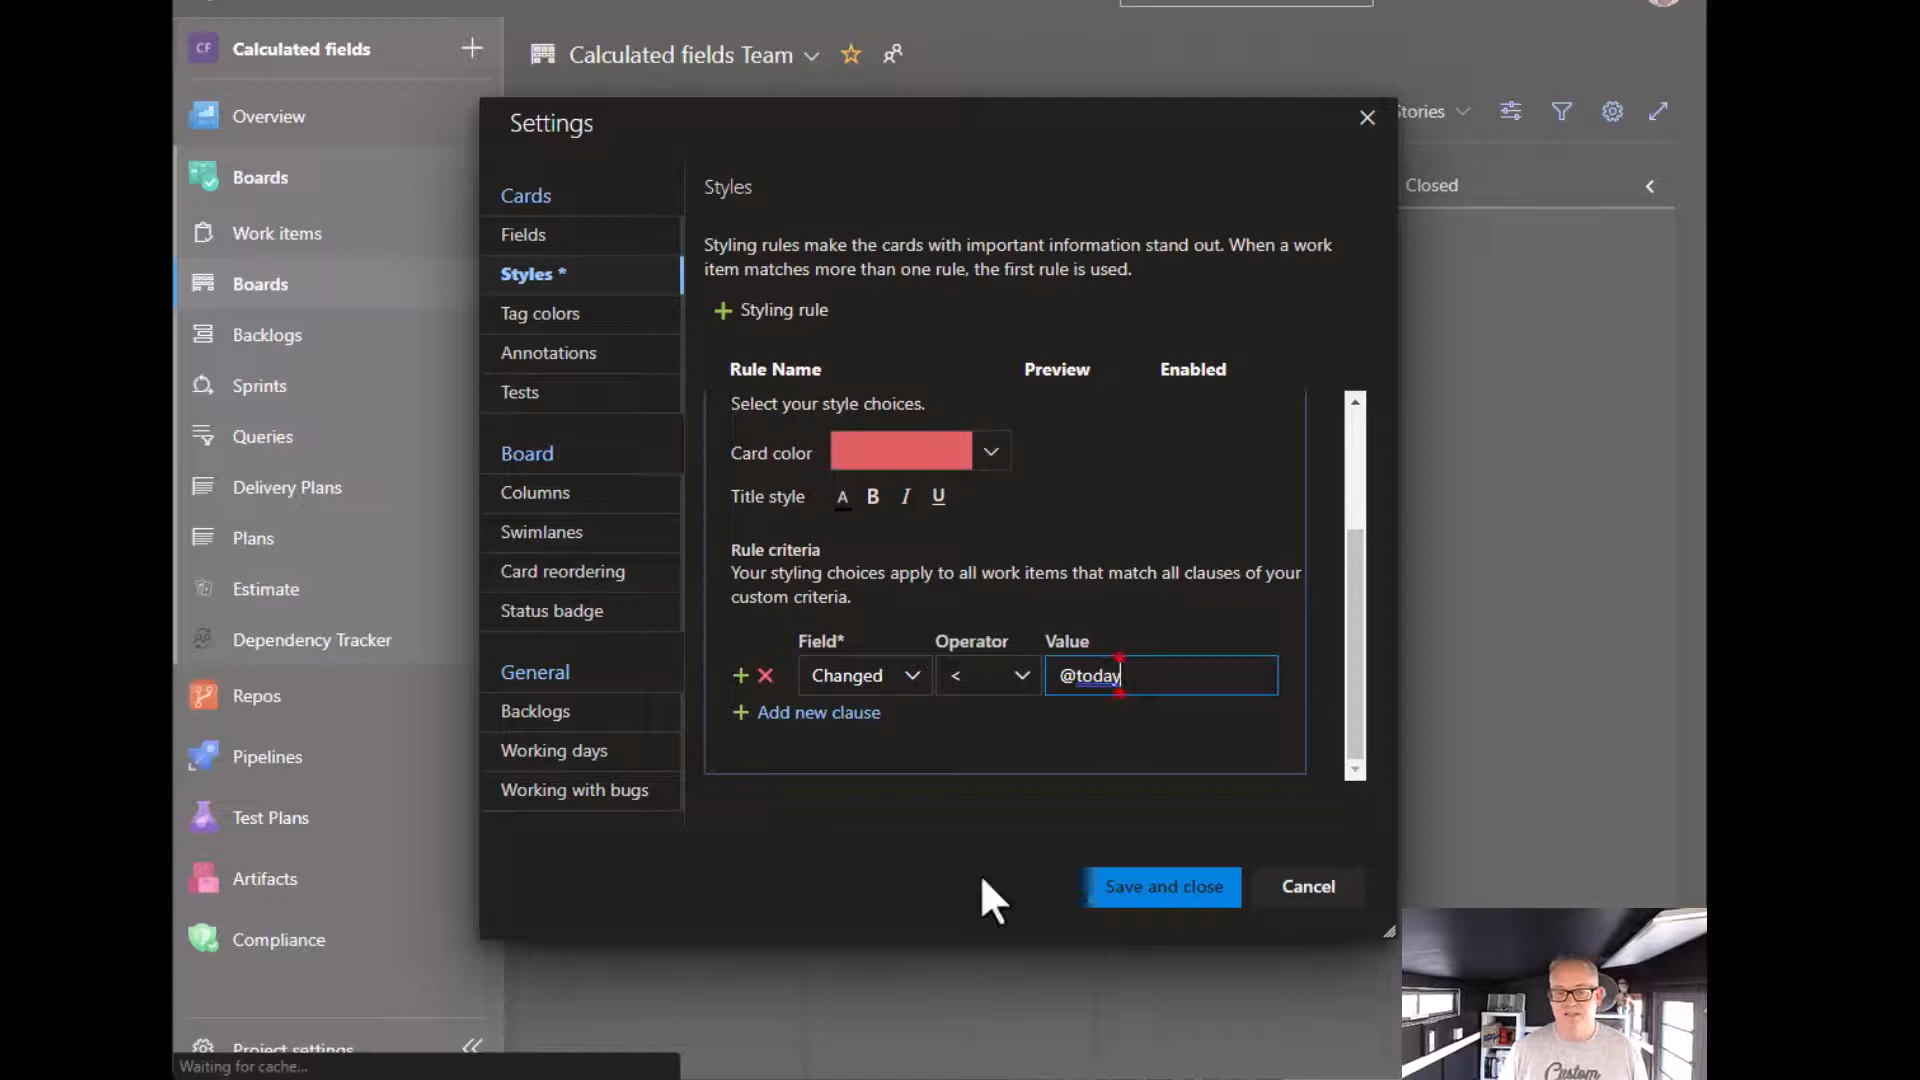 CF Calculated fields
Calculated fields Team
Overview
Boards
Work items
Boards
Backlogs
Sprints
Queries
Delivery Plans
Plans
Estimate
Dependency Tracker
Repos
Pipelines
Test Plans
Artifacts
Compliance
Project settings
Waiting for cache...
Stories
Closed
Settings
Cards
Fields
Styles *
Tag colors
Annotations
Tests
Board
Columns
Swimlanes
Card reordering
Status badge
General
Backlogs
Working days
Working with bugs
Styles
Styling rules make the cards with important information stand out. When a work
item matches more than one rule, the first rule is used.
Styling rule
Rule Name Preview Enabled
Select your style choices.
Card color
Title style A B I U
Rule criteria
Your styling choices apply to all work items that match all clauses of your
custom criteria.
Field* Operator Value
Changed < @today
Add new clause
Save and close Cancel
Custom